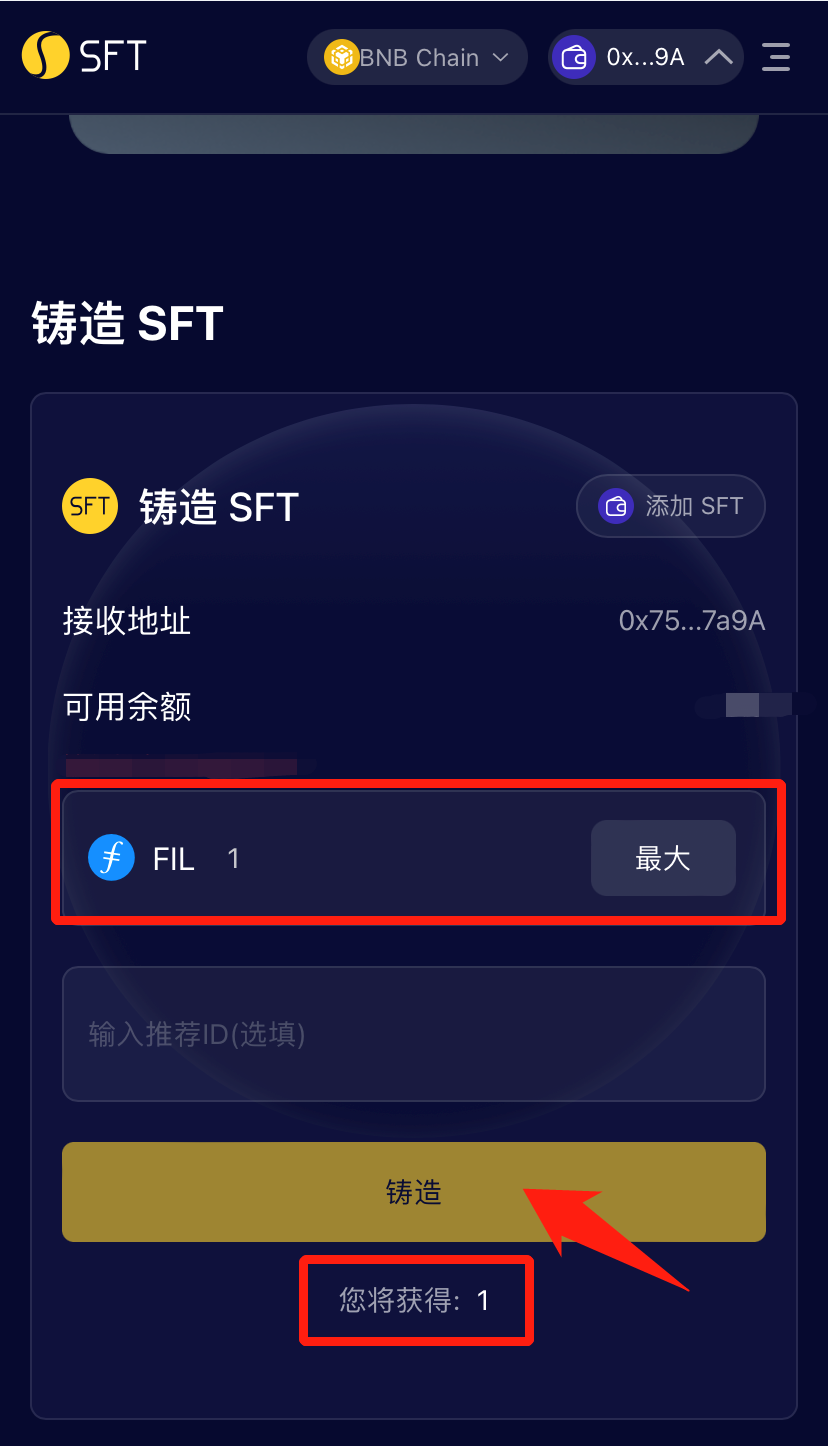 SFT
BNB Chain
0x...9A
铸造 SFT
SFT 铸造 SFT
添加 SFT
接收地址
0x75...7a9A
可用余额
FIL 1
最大
输入推荐ID(选填)
铸造
您将获得: 1